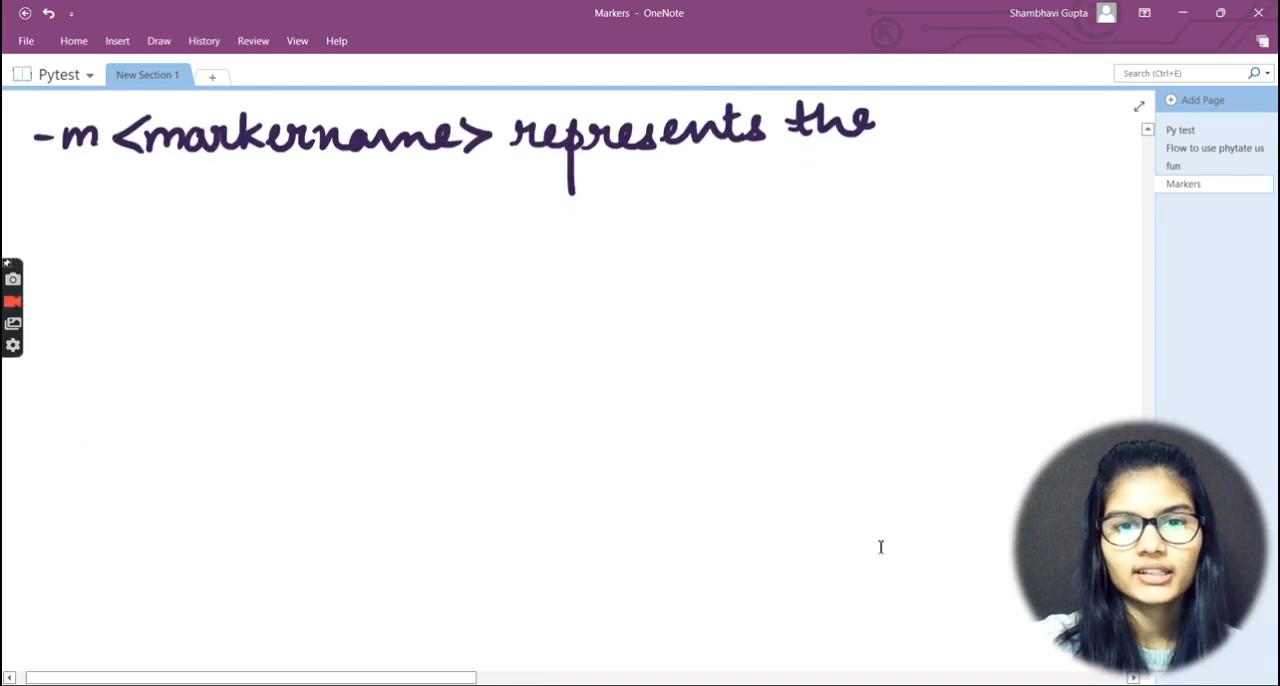 Markers - OneNote
Shambhavi Gupta
File Home Insert Draw History Review View Help
Pytest
New Section 1
Search (Ctrl+E)
-m <markername> represents the
Add Page
Py test
Flow to use phytate us
fun
Markers